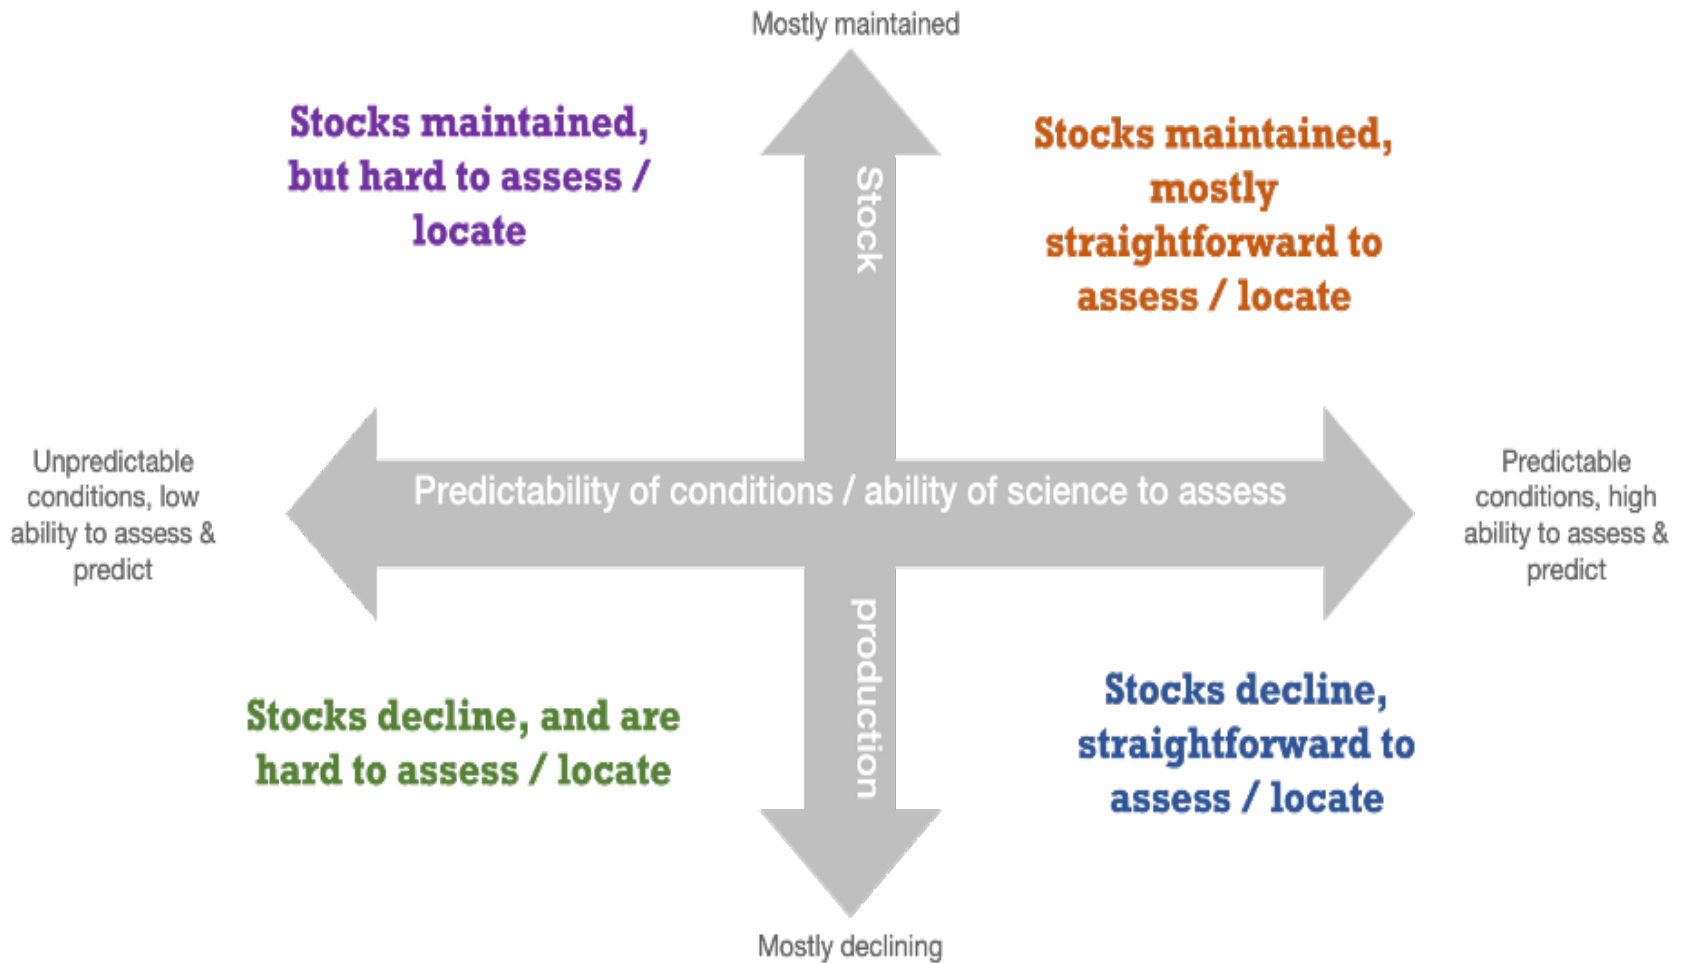 Mostly maintained
Stocks maintained,
but hard to assess /
locate
Stocks maintained,
mostly
straightforward to
assess / locate
Stock
Unpredictable
conditions, low
ability to assess &
predict
Predictability of conditions / ability of science to assess
Predictable
conditions, high
ability to assess &
predict
production
Stocks decline, and are
hard to assess / locate
Stocks decline,
straightforward to
assess / locate
Mostly declining